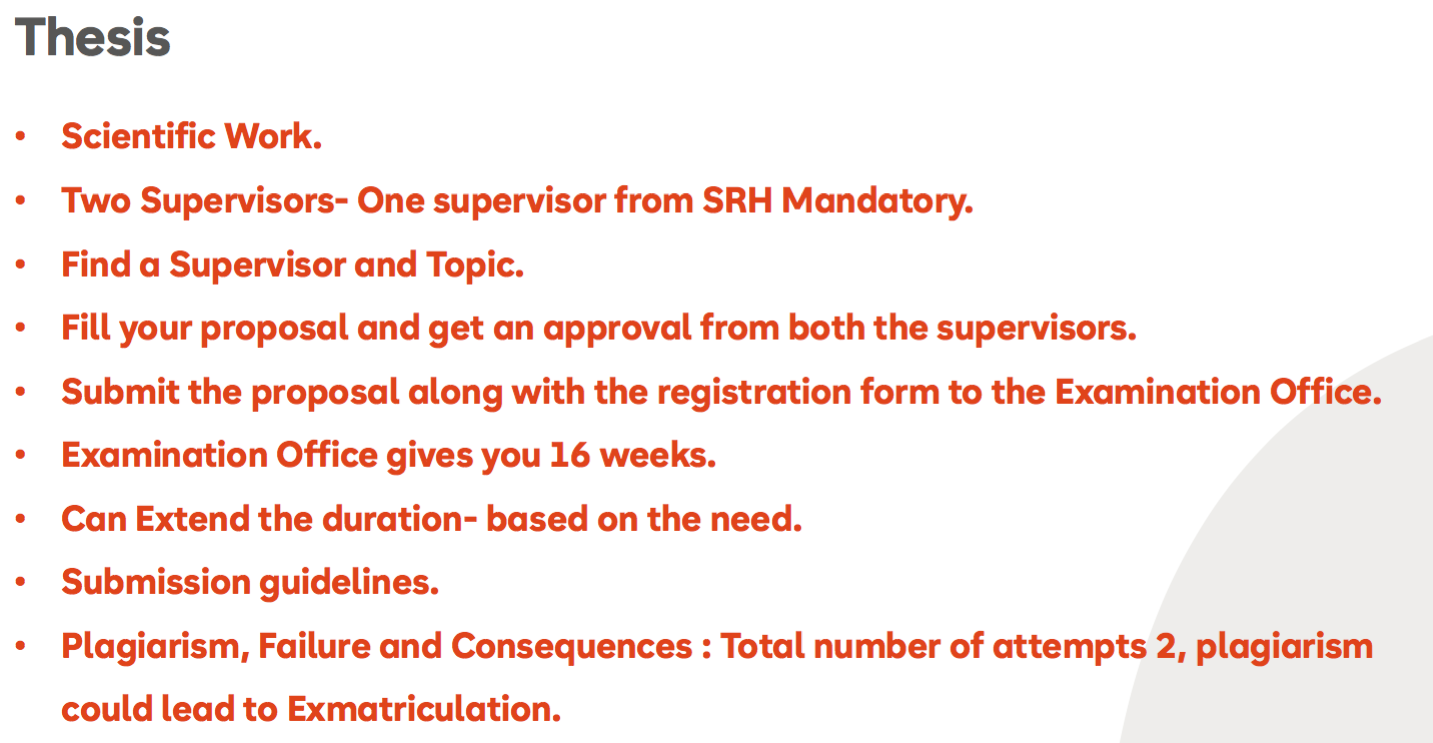 Thesis
• Scientific Work.
• Two Supervisors- One supervisor from SRH Mandatory.
• Find a Supervisor and Topic.
• Fill your proposal and get an approval from both the supervisors.
• Submit the proposal along with the registration form to the Examination Office.
• Examination Office gives you 16 weeks.
• Can Extend the duration- based on the need.
• Submission guidelines.
• Plagiarism, Failure and Consequences : Total number of attempts 2, plagiarism
could lead to Exmatriculation.